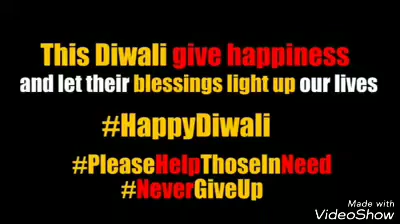 This Diwali give happiness
and let their blessings light up our lives
#HappyDiwali
#PleaseHelpThoseInNeed
#NeverGiveUp
Made with
VideoShow